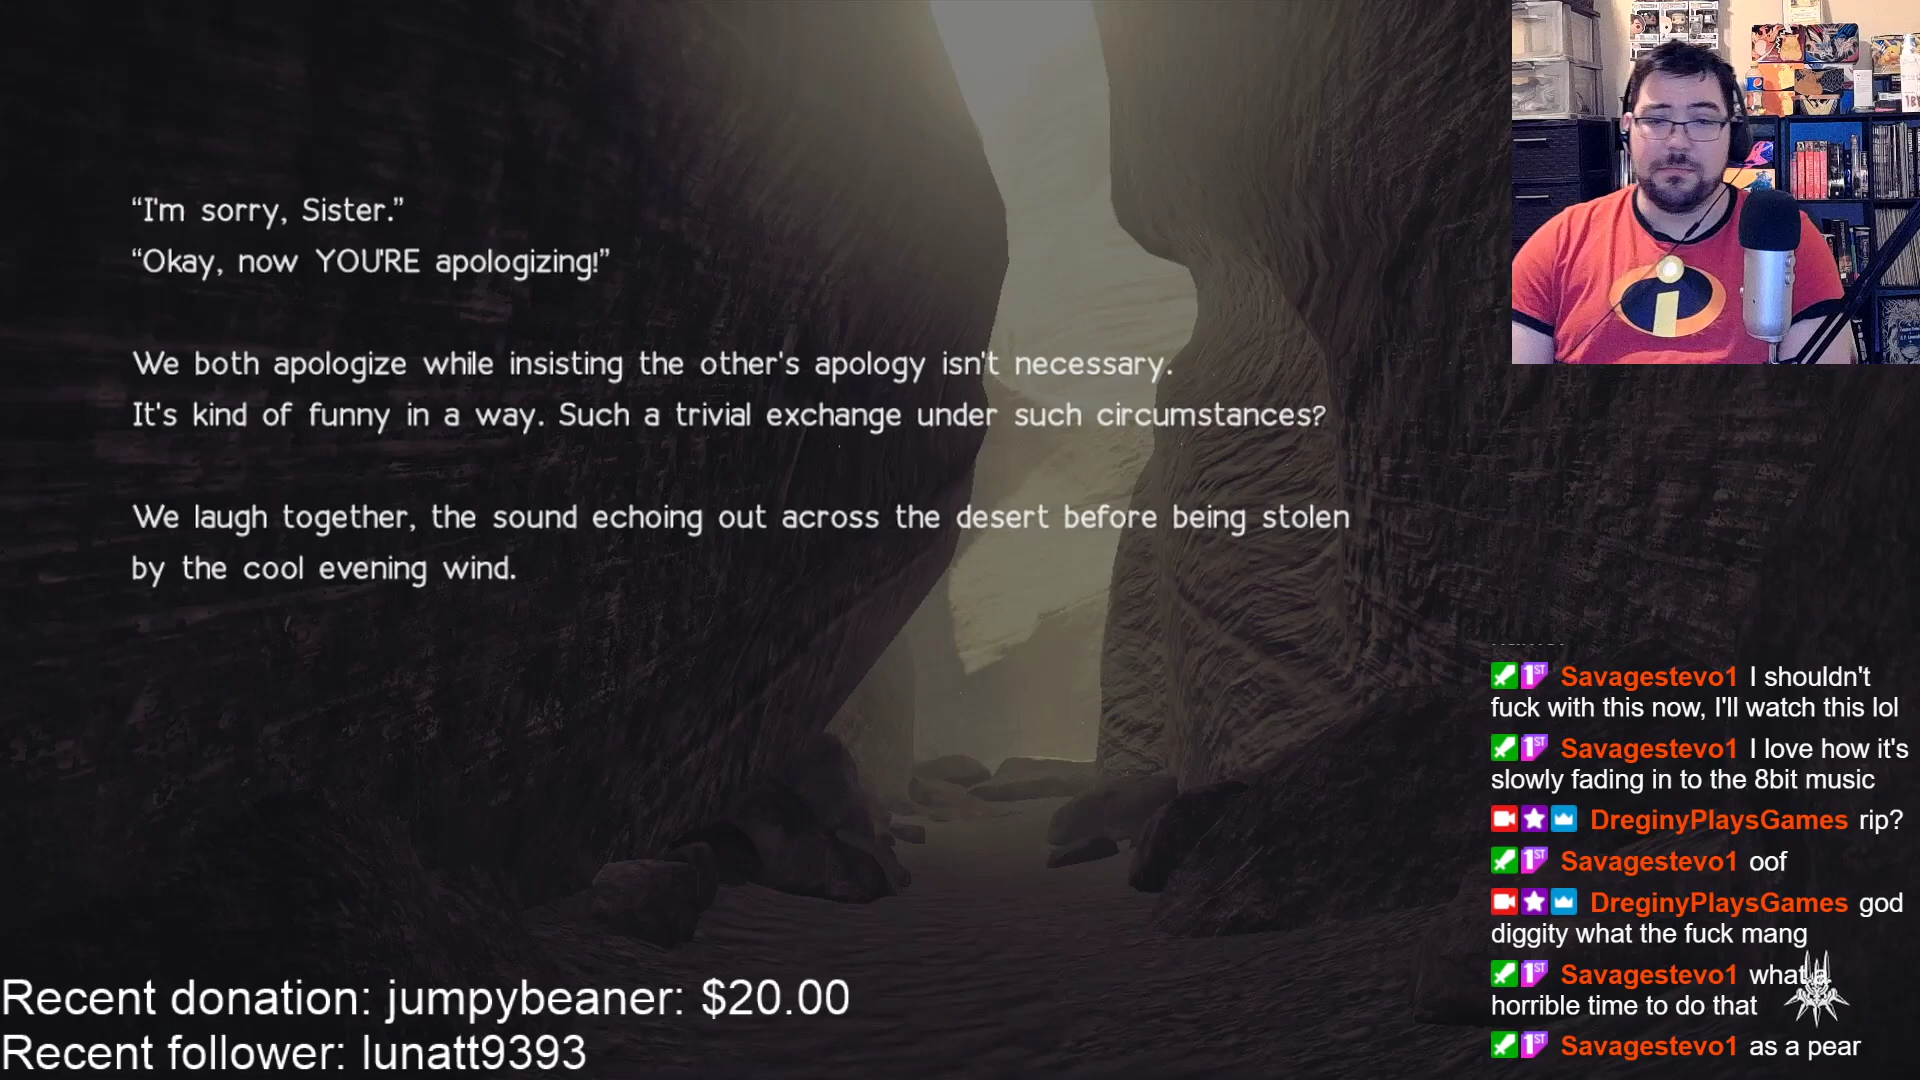 “I'm sorry, Sister.”
“Okay, now YOU'RE apologizing!”
We both apologize while insisting the other's apology isn't necessary.
It's kind of funny in a way. Such a trivial exchange under such circumstances?
We laugh together, the sound echoing out across the desert before being stolen
by the cool evening wind.
1ST Savagestevo1 I shouldn't
fuck with this now, I'll watch this lol
1ST Savagestevo1 I love how it's
slowly fading in to the 8bit music
DreginyPlaysGames rip?
1ST Savagestevo1 oof
DreginyPlaysGames god
diggity what the fuck mang
1ST Savagestevo1 what a
horrible time to do that
1ST Savagestevo1 as a pear
Recent donation: jumpybeaner: $20.00
Recent follower: lunatt9393